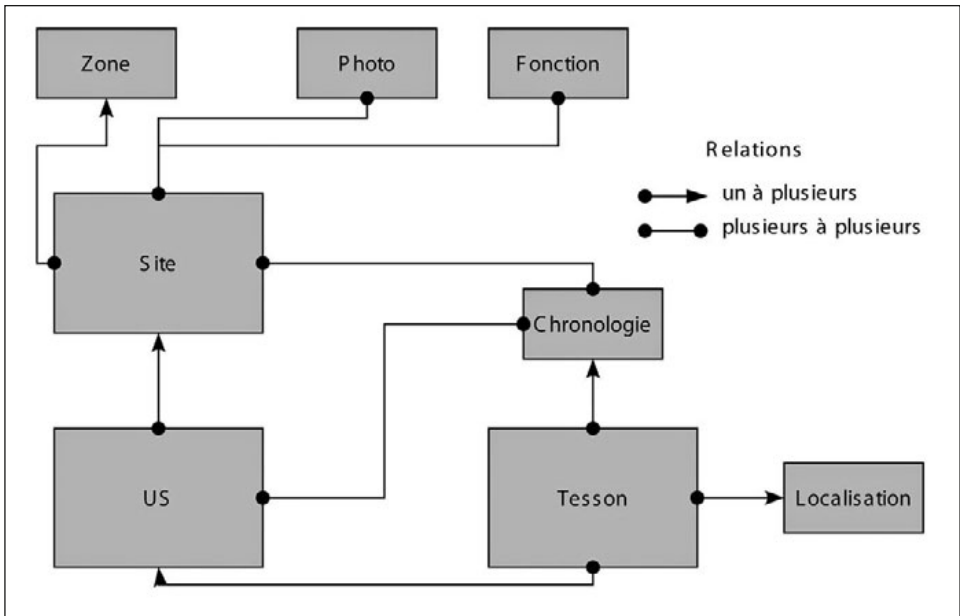 Zone
Photo
Fonction
Relations
un à plusieurs
plusieurs à plusieurs
Site
Chronologie
US
Tesson
Localisation